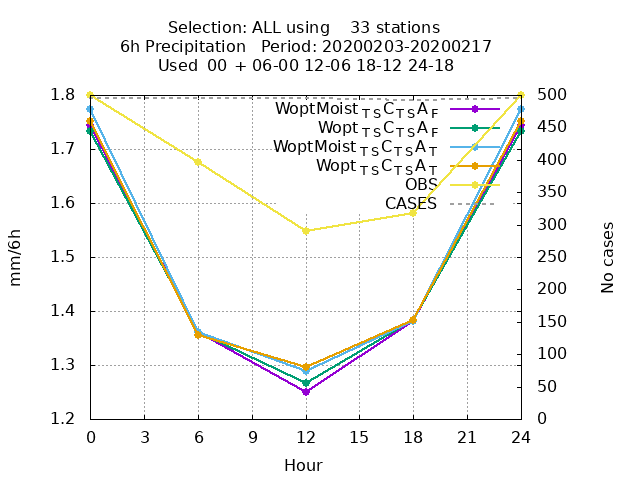 Selection: ALL using    33 stations
6h Precipitation   Period: 20200203-20200217
Used  00 + 06-00 12-06 18-12 24-18
WoptMoist TS C TS A F
Wopt TS C TS A F
WoptMoist TS C TS A T
Wopt TS C TS A T
OBS
CASES
1.8
1.7
1.6
1.5
1.4
1.3
1.2
mm/6h
500
450
400
350
300
250
200
150
100
50
0
No cases
0 3 6 9 12 15 18 21 24
Hour